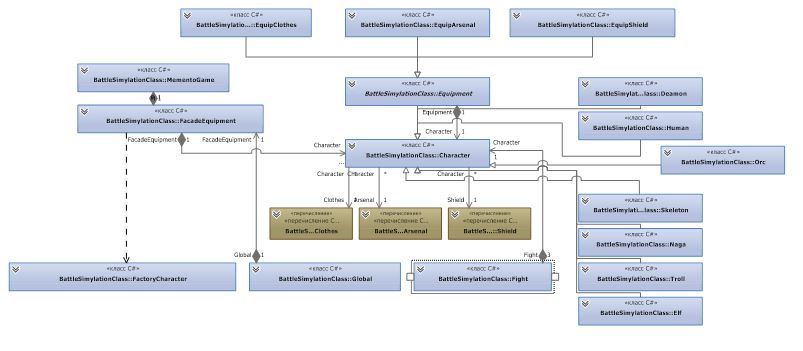 «класс C#»
BattleSimylatio...::EquipClothes
«класс C#»
BattleSimylationClass::EquipArsenal
«класс C#»
BattleSimylationClass::EquipShield
«класс C#»
BattleSimylationClass::MementoGame
«класс C#»
BattleSimylationClass::Equipment
«класс C#»
BattleSimylat...lass::Deamon
1
«класс C#»
BattleSimylationClass::FacadeEquipment
Equipment
1
«класс C#»
BattleSimylationClass::Human
FacadeEquipment
1
FacadeEquipment
1
Character
Character
1
Character
«класс C#»
BattleSimylationClass::Character
1
«класс C#»
BattleSimylationClass::Orc
...
Character
Character
*
Character
*
Clothes
Arsenal
1
Shield
1
«класс C#»
BattleSimylat...lass::Skeleton
«перечисление»
«перечисление C...
BattleS...Clothes
«перечисление»
«перечисление C...
BattleS...Arsenal
«перечисление»
«перечисление C...
BattleS...::Shield
«класс C#»
BattleSimylationClass::Naga
Global
1
Fight
3
«класс C#»
BattleSimylationClass::FactoryCharacter
«класс C#»
BattleSimylationClass::Global
«класс C#»
BattleSimylationClass::Fight
«класс C#»
BattleSimylationClass::Troll
«класс C#»
BattleSimylationClass::Elf